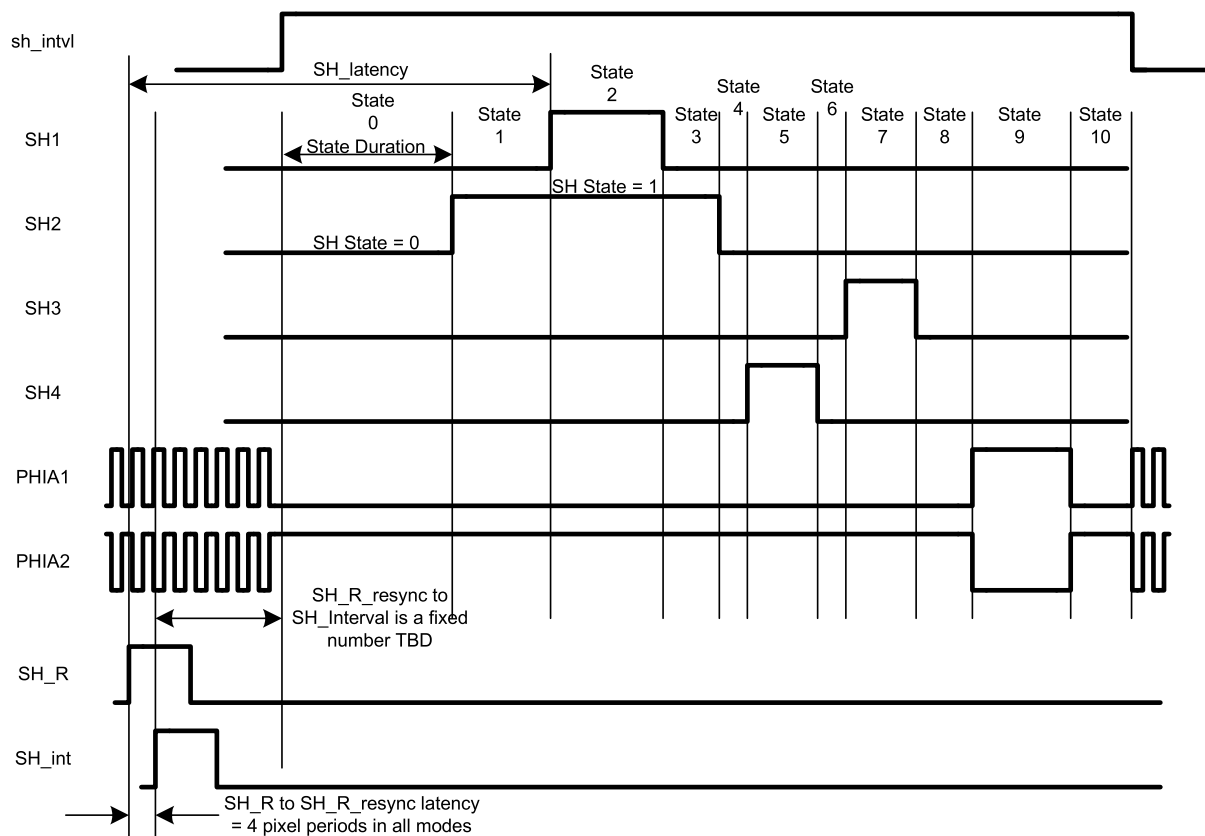 sh_intvl
SH_latency
State
0
State
1
State
2
State
3
State
4
State
5
State
6
State
7
State
8
State
9
State
10
SH1
State Duration
SH State = 1
SH2
SH State = 0
SH3
SH4
PHIA1
PHIA2
SH_R_resync to
SH_Interval is a fixed
number TBD
SH_R
SH_int
SH_R to SH_R_resync latency
= 4 pixel periods in all modes